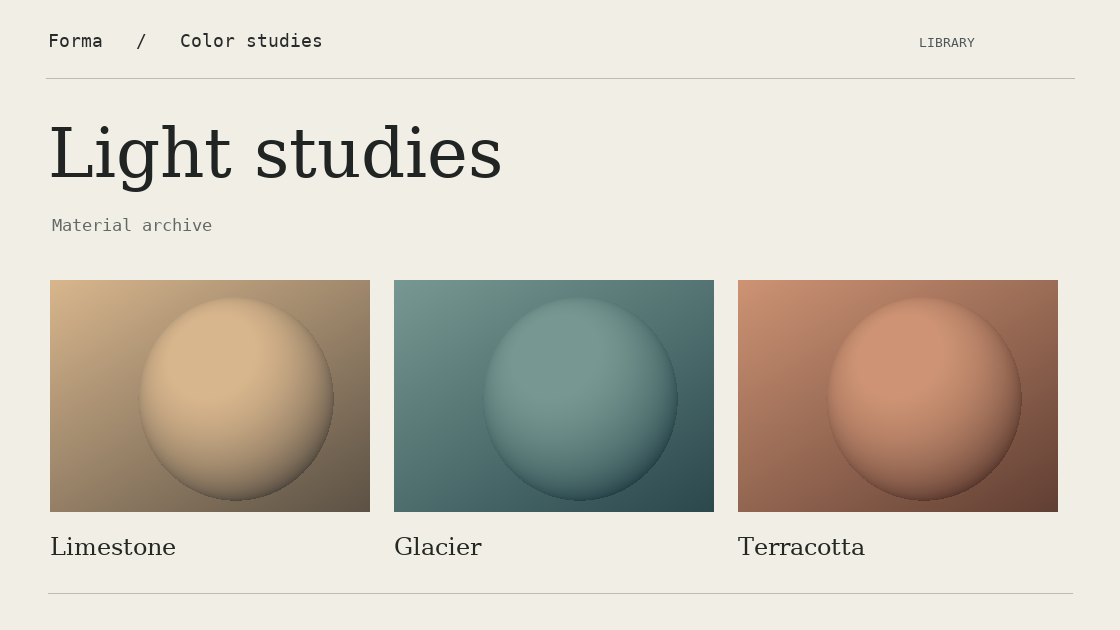 Forma / Color studies LIBRARY
Light studies
Material archive
Limestone Glacier Terracotta